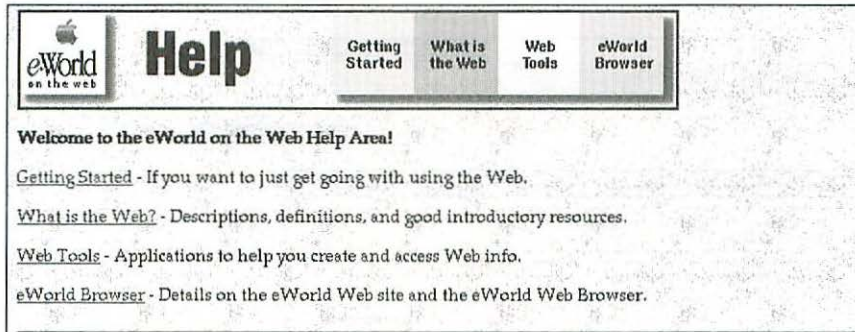 eWorld
on the web
Help
Getting Started
What is the Web
Web Tools
eWorld Browser
Welcome to the eWorld on the Web Help Area!
Getting Started - If you want to just get going with using the Web.
What is the Web? - Descriptions, definitions, and good introductory resources.
Web Tools - Applications to help you create and access Web info.
eWorld Browser - Details on the eWorld Web site and the eWorld Web Browser.